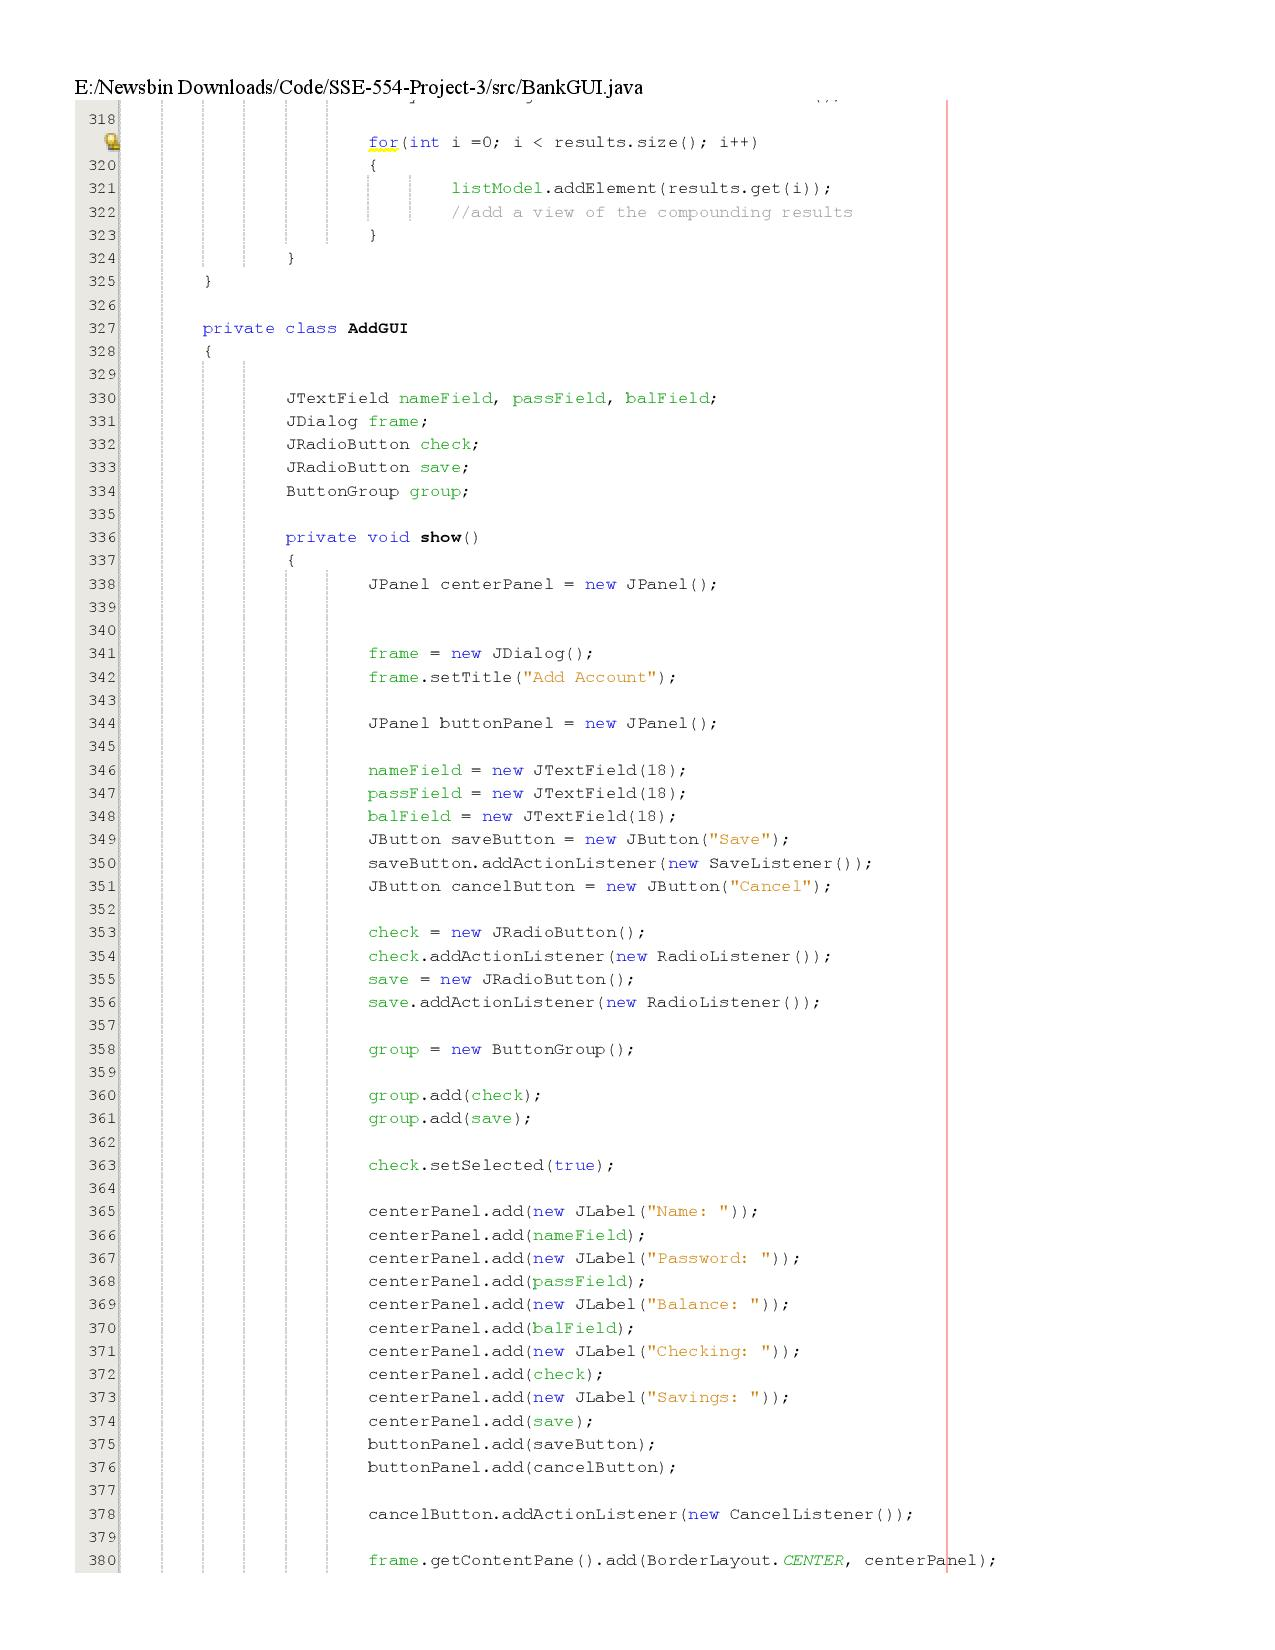 E:/Newsbin Downloads/Code/SSE-554-Project-3/src/BankGUI.java
318
for(int i =0; i < results.size(); i++)
320 {
321 listModel.addElement(results.get(i));
322 //add a view of the compounding results
323 }
324 }
325 }
326
327 private class AddGUI
328 {
329
330 JTextField nameField, passField, balField;
331 JDialog frame;
332 JRadioButton check;
333 JRadioButton save;
334 ButtonGroup group;
335
336 private void show()
337 {
338 JPanel centerPanel = new JPanel();
339
340
341 frame = new JDialog();
342 frame.setTitle("Add Account");
343
344 JPanel buttonPanel = new JPanel();
345
346 nameField = new JTextField(18);
347 passField = new JTextField(18);
348 balField = new JTextField(18);
349 JButton saveButton = new JButton("Save");
350 saveButton.addActionListener(new SaveListener());
351 JButton cancelButton = new JButton("Cancel");
352
353 check = new JRadioButton();
354 check.addActionListener(new RadioListener());
355 save = new JRadioButton();
356 save.addActionListener(new RadioListener());
357
358 group = new ButtonGroup();
359
360 group.add(check);
361 group.add(save);
362
363 check.setSelected(true);
364
365 centerPanel.add(new JLabel("Name: "));
366 centerPanel.add(nameField);
367 centerPanel.add(new JLabel("Password: "));
368 centerPanel.add(passField);
369 centerPanel.add(new JLabel("Balance: "));
370 centerPanel.add(balField);
371 centerPanel.add(new JLabel("Checking: "));
372 centerPanel.add(check);
373 centerPanel.add(new JLabel("Savings: "));
374 centerPanel.add(save);
375 buttonPanel.add(saveButton);
376 buttonPanel.add(cancelButton);
377
378 cancelButton.addActionListener(new CancelListener());
379
380 frame.getContentPane().add(BorderLayout.CENTER, centerPanel);